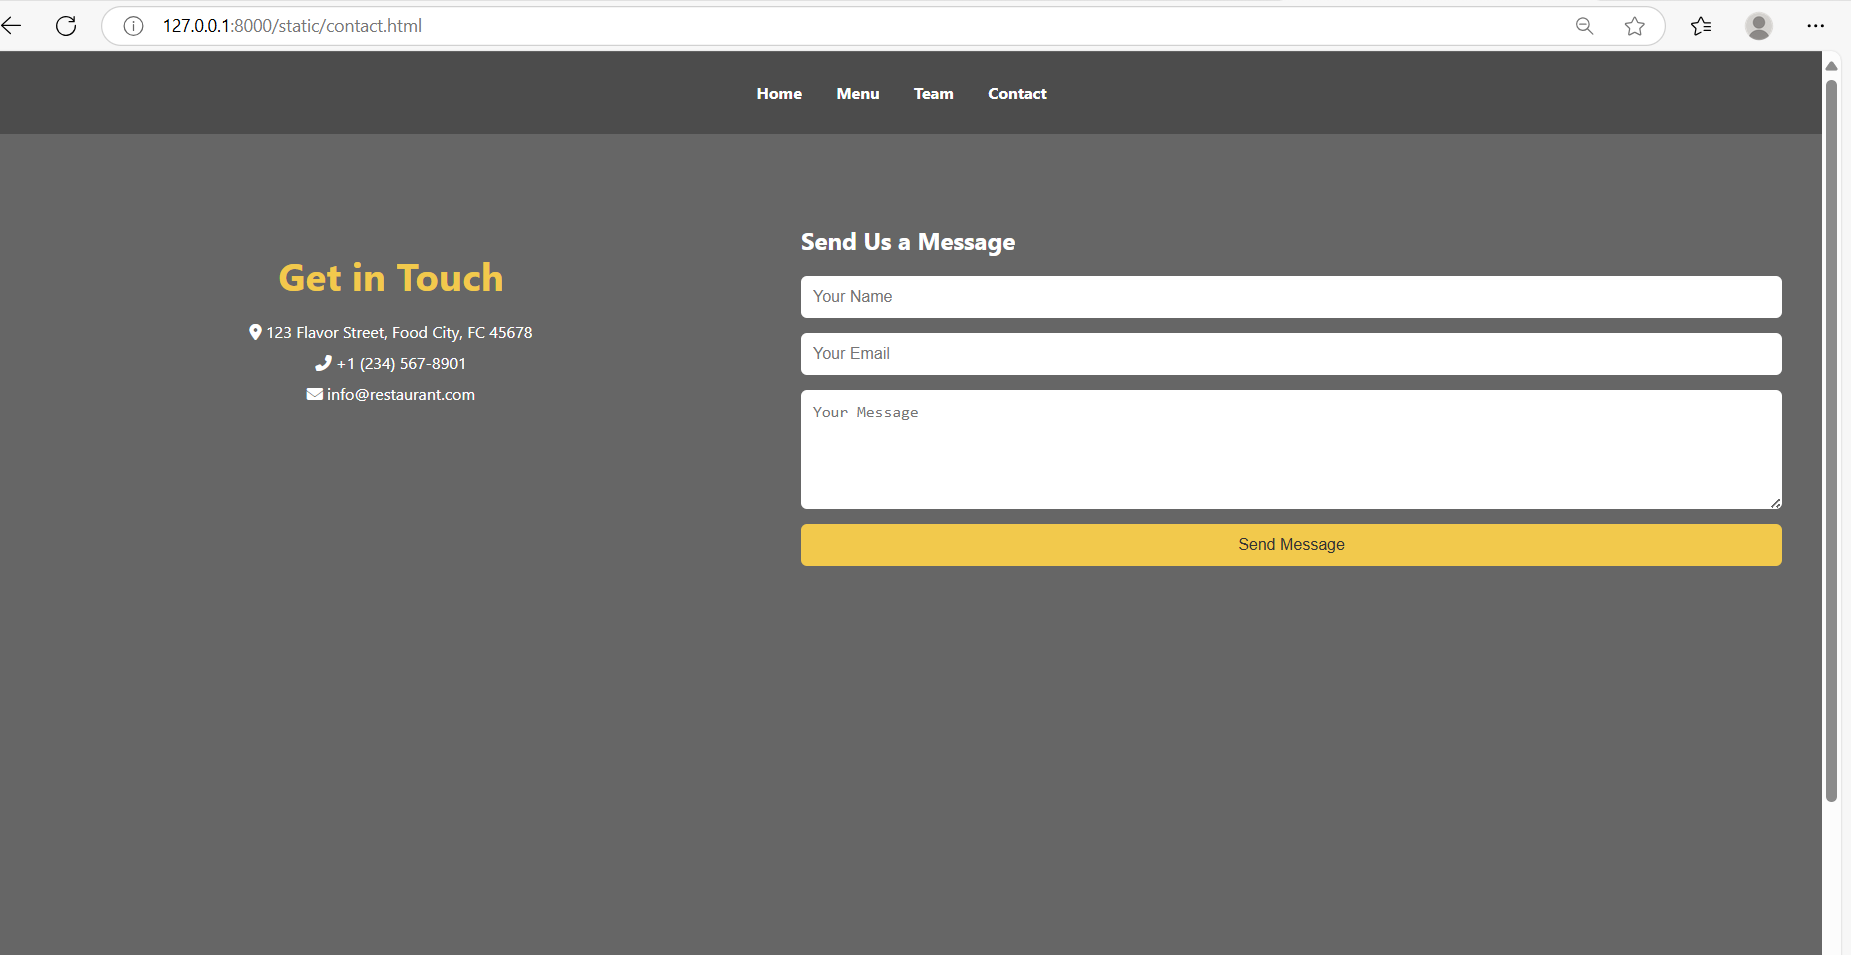 127.0.0.1:8000/static/contact.html
Home Menu Team Contact
Get in Touch
123 Flavor Street, Food City, FC 45678
+1 (234) 567-8901
info@restaurant.com
Send Us a Message
Your Name
Your Email
Your Message
Send Message